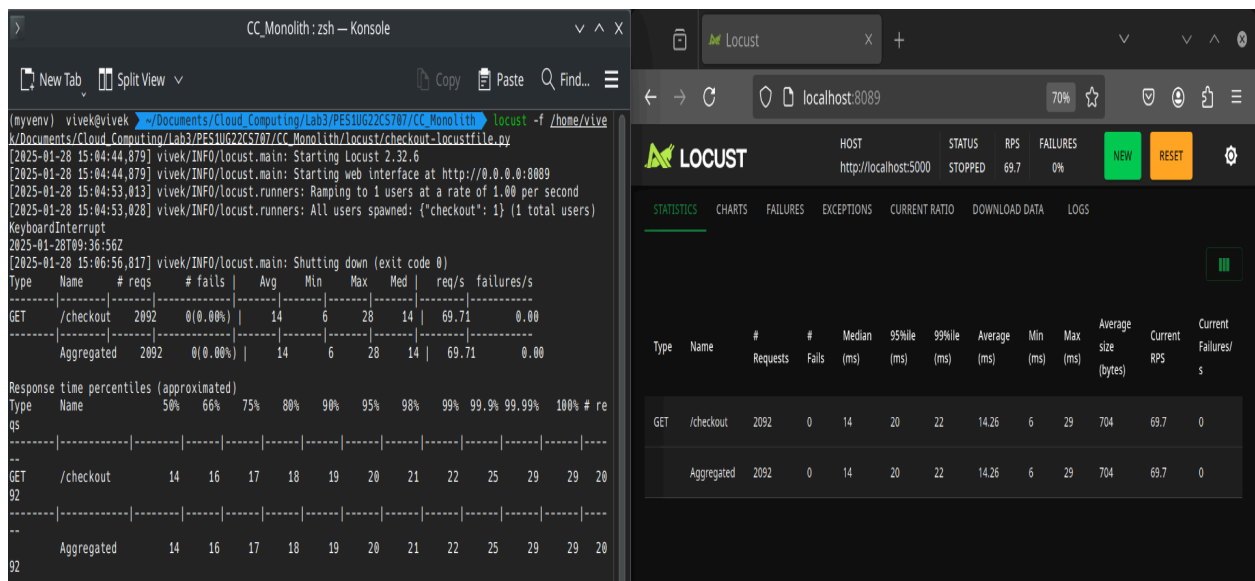 CC_Monolith : zsh — Konsole
New Tab Split View Copy Paste Find...
(myvenv) vivek@vivek ~/Documents/Cloud_Computing/Lab3/PES1UG22CS707/CC_Monolith locust -f /home/vive
k/Documents/Cloud_Computing/Lab3/PES1UG22CS707/CC_Monolith/locust/checkout-locustfile.py
[2025-01-28 15:04:44,879] vivek/INFO/locust.main: Starting Locust 2.32.6
[2025-01-28 15:04:44,879] vivek/INFO/locust.main: Starting web interface at http://0.0.0.0:8089
[2025-01-28 15:04:53,013] vivek/INFO/locust.runners: Ramping to 1 users at a rate of 1.00 per second
[2025-01-28 15:04:53,028] vivek/INFO/locust.runners: All users spawned: {"checkout": 1} (1 total users)
KeyboardInterrupt
2025-01-28T09:36:56Z
[2025-01-28 15:06:56,817] vivek/INFO/locust.main: Shutting down (exit code 0)
Type Name # reqs # fails | Avg Min Max Med | req/s failures/s
--------|-------|-------|-------------|-------|-------|-------|-------|--------|-----------
GET /checkout 2092 0(0.00%) | 14 6 28 14 | 69.71 0.00
--------|-------|-------|-------------|-------|-------|-------|-------|--------|-----------
Aggregated 2092 0(0.00%) | 14 6 28 14 | 69.71 0.00
Response time percentiles (approximated)
Type Name 50% 66% 75% 80% 90% 95% 98% 99% 99.9% 99.99% 100% # re
qs
--------|------------|--------|------|------|------|------|------|------|------|------|------|------|----
--
GET /checkout 14 16 17 18 19 20 21 22 25 29 29 20
92
--------|------------|--------|------|------|------|------|------|------|------|------|------|------|----
--
Aggregated 14 16 17 18 19 20 21 22 25 29 29 20
92
Locust
localhost:8089 70%
LOCUST
HOST STATUS RPS FAILURES
http://localhost:5000 STOPPED 69.7 0%
NEW RESET
STATISTICS CHARTS FAILURES EXCEPTIONS CURRENT RATIO DOWNLOAD DATA LOGS
Type Name # Requests # Fails Median (ms) 95%ile (ms) 99%ile (ms) Average (ms) Min (ms) Max (ms) Average size (bytes) Current RPS Current Failures/s
GET /checkout 2092 0 14 20 22 14.26 6 29 704 69.7 0
Aggregated 2092 0 14 20 22 14.26 6 29 704 69.7 0